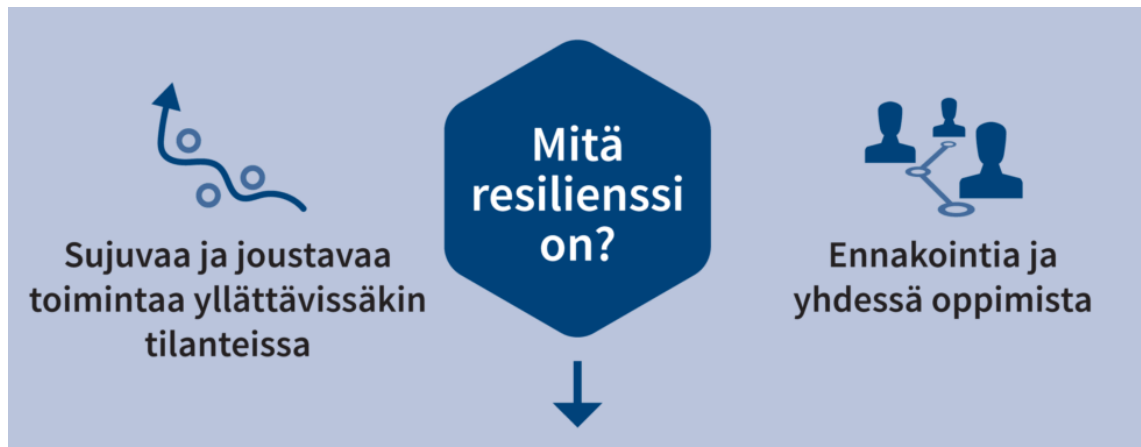 Mitä
resilienssi
on?
Sujuvaa ja joustavaa
toimintaa yllättävissäkin
tilanteissa
Ennakointia ja
yhdessä oppimista